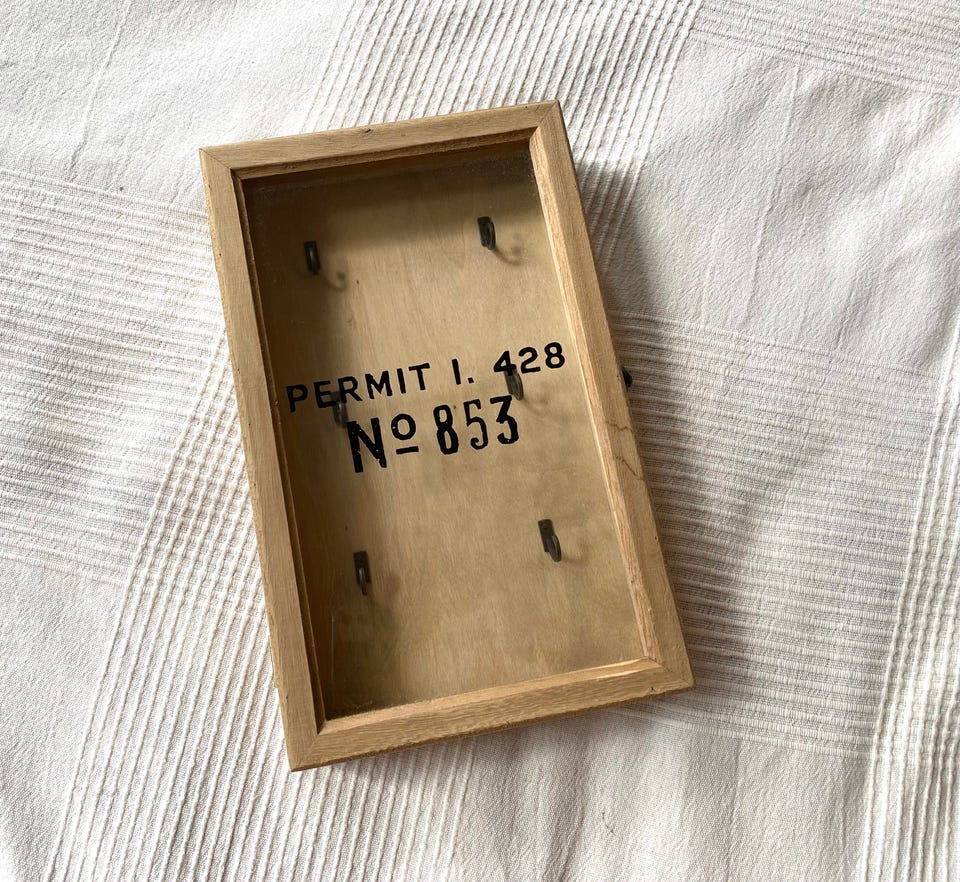 PERMIT I. 428
Nº 853